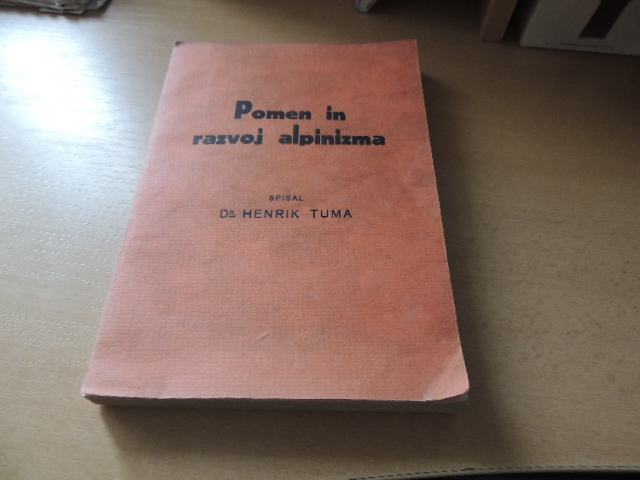 Pomen in
razvoj alpinizma
SPISAL
DR. HENRIK TUMA